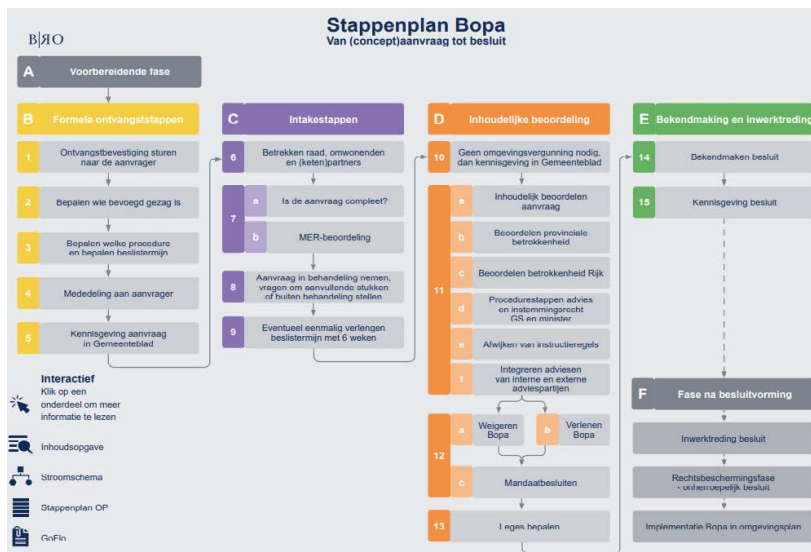 B|ЯO
Stappenplan Bopa
Van (concept)aanvraag tot besluit
A Voorbereidende fase
B Formele ontvangststappen
1 Ontvangstbevestiging sturen
naar de aanvrager
2 Bepalen wie bevoegd gezag is
3 Bepalen welke procedure
en bepalen beslistermijn
4 Mededeling aan aanvrager
5 Kennisgeving aanvraag
in Gemeenteblad
Interactief
Klik op een
onderdeel om meer
informatie te lezen
Inhoudsopgave
Stroomschema
Stappenplan OP
GoFlo
C Intakestappen
6 Betrekken raad, omwonenden
en (keten)partners
7
a Is de aanvraag compleet?
b MER-beoordeling
8 Aanvraag in behandeling nemen,
vragen om aanvullende stukken
of buiten behandeling stellen
9 Eventueel eenmalig verlengen
beslistermijn met 6 weken
D Inhoudelijke beoordeling
10 Geen omgevingsvergunning nodig,
dan kennisgeving in Gemeenteblad
11
a Inhoudelijk beoordelen
aanvraag
b Beoordelen provinciale
betrokkenheid
c Beoordelen betrokkenheid Rijk
d Procedurestappen advies
en instemmingsrecht
GS en minister
e Afwijken van instructieregels
f Integreren adviesen
van interne en externe
adviespartijen
12
a Weigeren
Bopa
b Verlenen
Bopa
c Mandaatbesluiten
13 Leges bepalen
E Bekendmaking en inwerktreding
14 Bekendmaken besluit
15 Kennisgeving besluit
F Fase na besluitvorming
Inwerktreding besluit
Rechtsbeschermingsfase
- onherroepelijk besluit
Implementatie Bopa in omgevingsplan